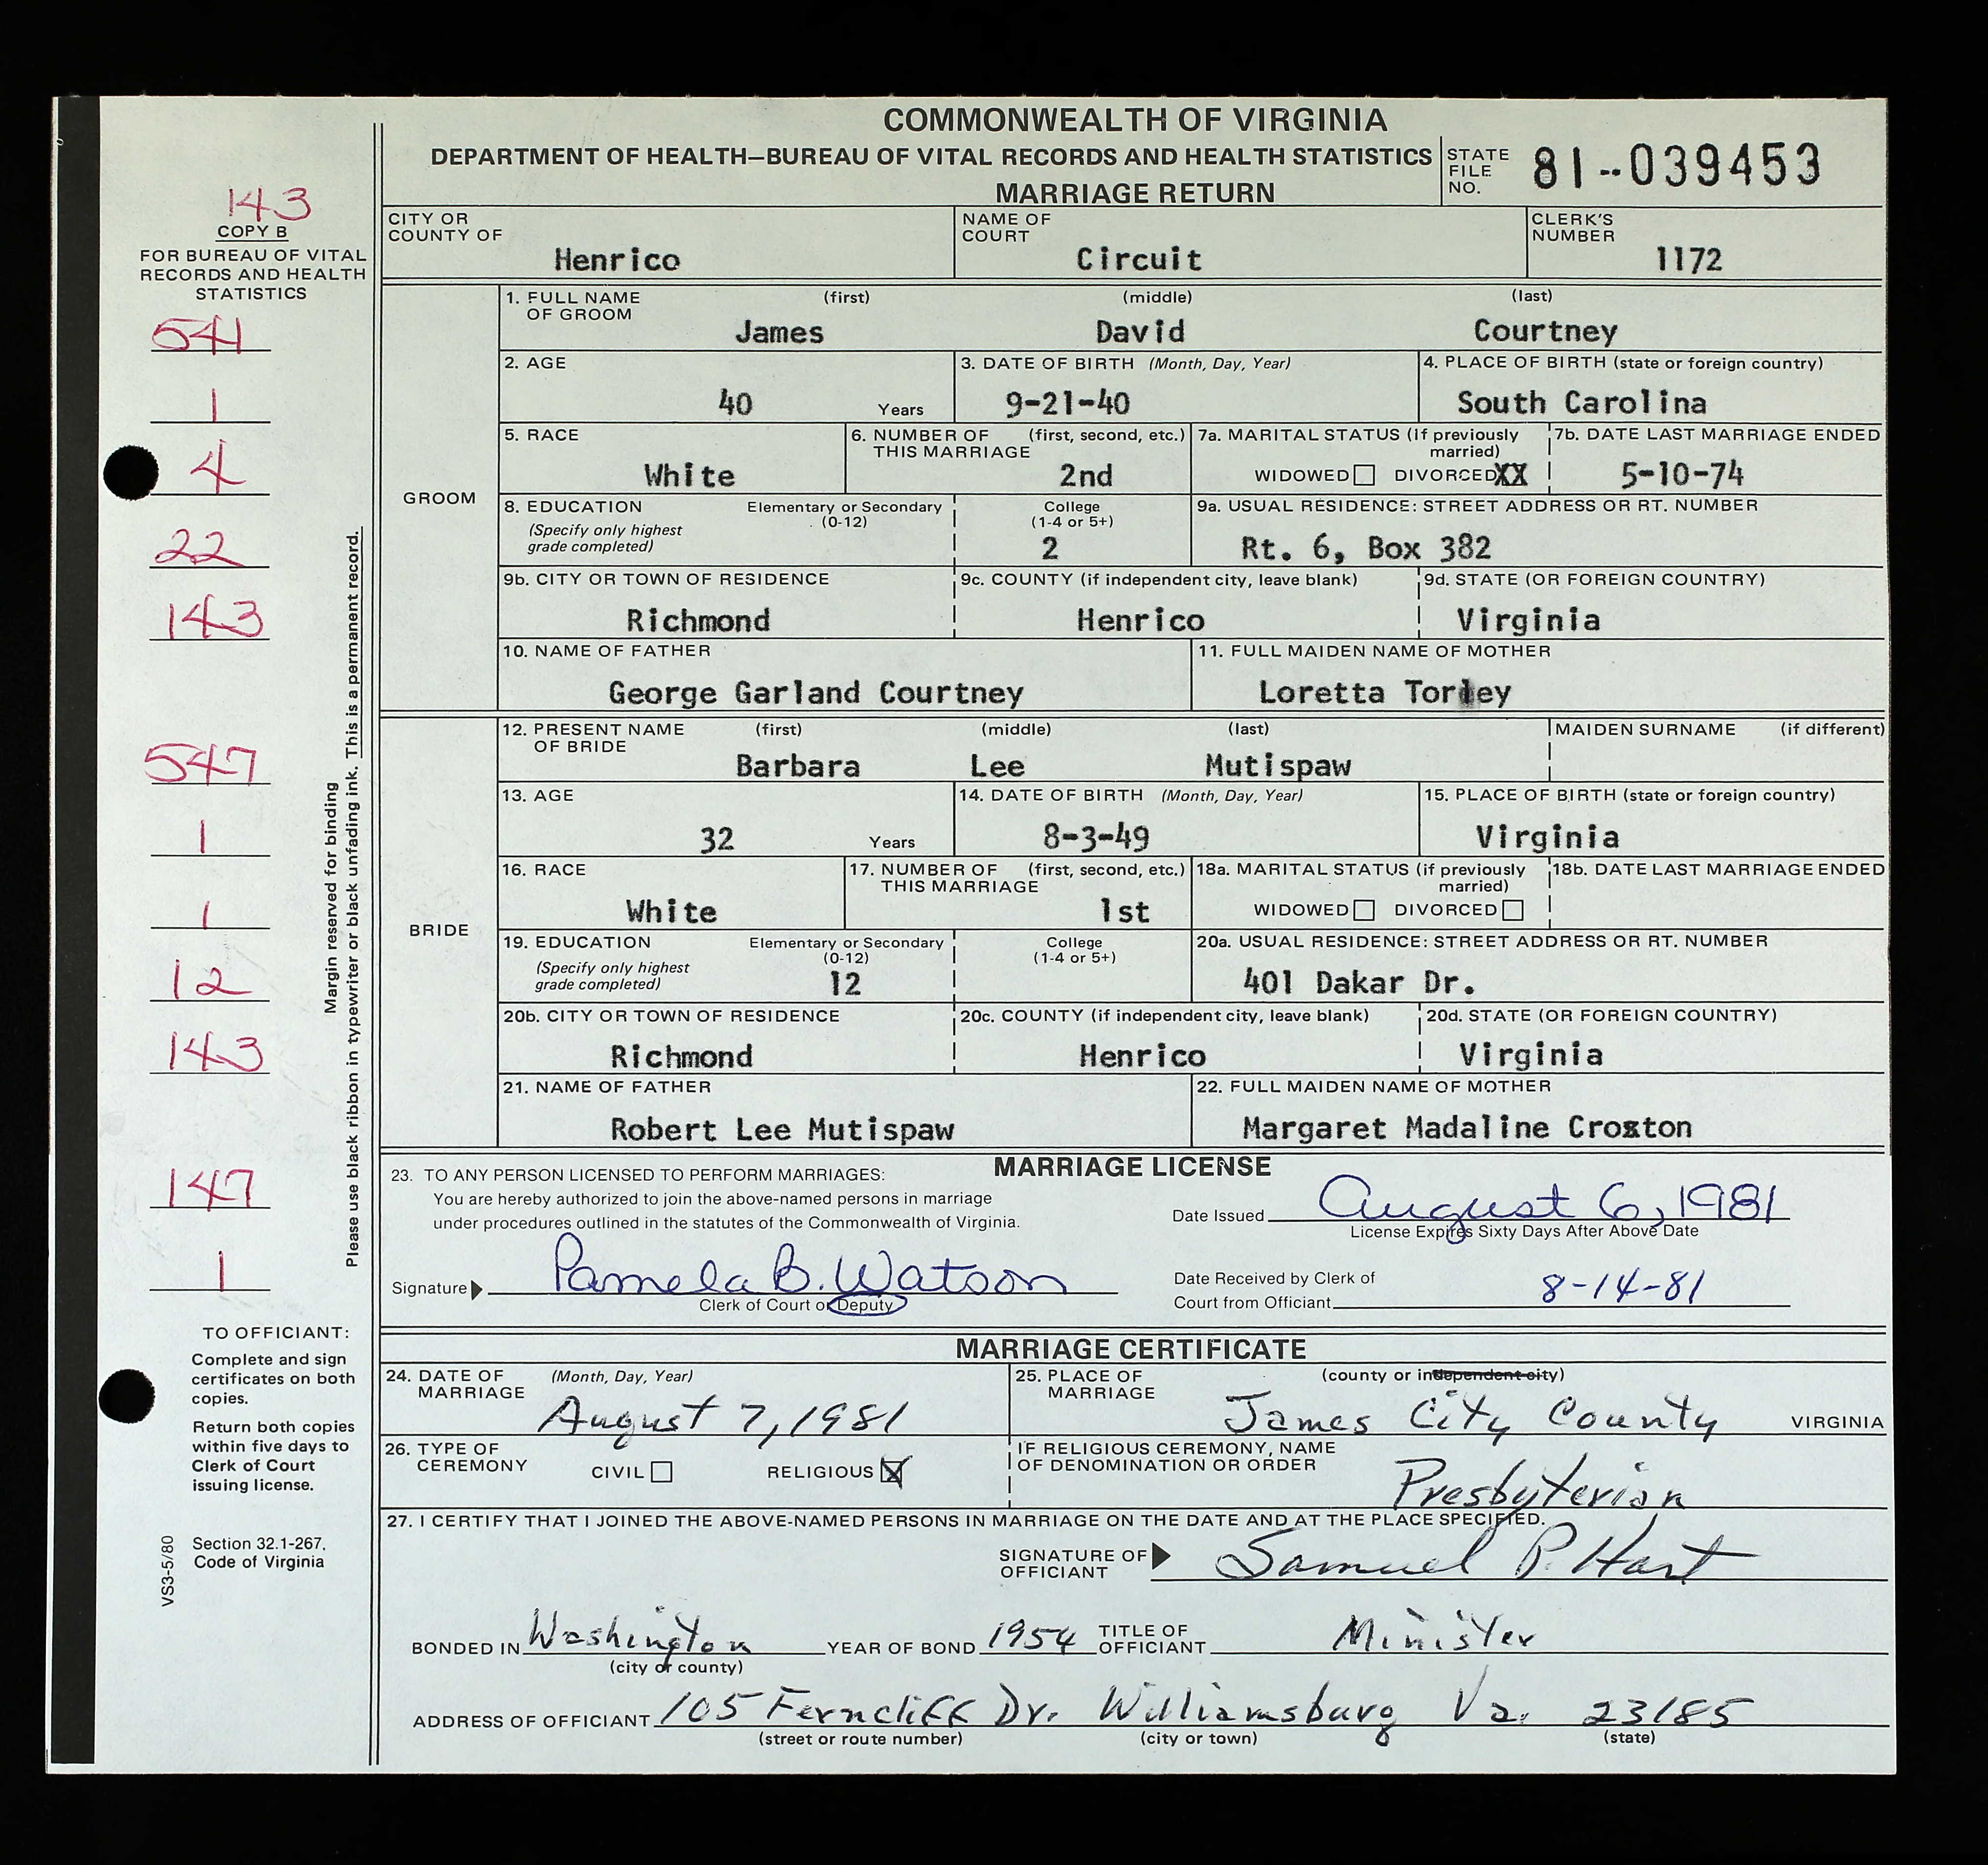 COMMONWEALTH OF VIRGINIA
DEPARTMENT OF HEALTH—BUREAU OF VITAL RECORDS AND HEALTH STATISTICS
MARRIAGE RETURN
STATE FILE NO. 81--039453
143
COPY B
FOR BUREAU OF VITAL
RECORDS AND HEALTH
STATISTICS
541
1
4
22
143
547
1
1
12
143
147
1
Margin reserved for binding
Please use black ribbon in typewriter or black unfading ink. This is a permanent record.
TO OFFICIANT:
Complete and sign
certificates on both
copies.
Return both copies
within five days to
Clerk of Court
issuing license.
Section 32.1-267,
Code of Virginia
VS3-5/80
CITY OR COUNTY OF Henrico
NAME OF COURT Circuit
CLERK'S NUMBER 1172
GROOM
1. FULL NAME OF GROOM (first) (middle) (last)
James David Courtney
2. AGE 40 Years
3. DATE OF BIRTH (Month, Day, Year) 9-21-40
4. PLACE OF BIRTH (state or foreign country) South Carolina
5. RACE White
6. NUMBER OF THIS MARRIAGE (first, second, etc.) 2nd
7a. MARITAL STATUS (If previously married) WIDOWED DIVORCED XX
7b. DATE LAST MARRIAGE ENDED 5-10-74
8. EDUCATION (Specify only highest grade completed) Elementary or Secondary (0-12) College (1-4 or 5+) 2
9a. USUAL RESIDENCE: STREET ADDRESS OR RT. NUMBER Rt. 6, Box 382
9b. CITY OR TOWN OF RESIDENCE Richmond
9c. COUNTY (if independent city, leave blank) Henrico
9d. STATE (OR FOREIGN COUNTRY) Virginia
10. NAME OF FATHER George Garland Courtney
11. FULL MAIDEN NAME OF MOTHER Loretta
BRIDE
12. PRESENT NAME OF BRIDE (first) (middle) (last) MAIDEN SURNAME (if different)
Barbara Lee Mutispaw
13. AGE 32 Years
14. DATE OF BIRTH (Month, Day, Year) 8-3-49
15. PLACE OF BIRTH (state or foreign country) Virginia
16. RACE White
17. NUMBER OF THIS MARRIAGE (first, second, etc.) 1st
18a. MARITAL STATUS (if previously married) WIDOWED DIVORCED
18b. DATE LAST MARRIAGE ENDED
19. EDUCATION (Specify only highest grade completed) Elementary or Secondary (0-12) 12 College (1-4 or 5+)
20a. USUAL RESIDENCE: STREET ADDRESS OR RT. NUMBER 401 Dakar Dr.
20b. CITY OR TOWN OF RESIDENCE Richmond
20c. COUNTY (if independent city, leave blank) Henrico
20d. STATE (OR FOREIGN COUNTRY) Virginia
21. NAME OF FATHER Robert Lee Mutispaw
22. FULL MAIDEN NAME OF MOTHER Margaret Madaline Croxton
MARRIAGE LICENSE
23. TO ANY PERSON LICENSED TO PERFORM MARRIAGES:
You are hereby authorized to join the above-named persons in marriage
under procedures outlined in the statutes of the Commonwealth of Virginia.
Date Issued August 6, 1981
License Expires Sixty Days After Above Date
Signature Pamela B. Watson
Clerk of Court or Deputy
Date Received by Clerk of
Court from Officiant 8-14-81
MARRIAGE CERTIFICATE
24. DATE OF MARRIAGE (Month, Day, Year) August 7, 1981
25. PLACE OF MARRIAGE (county or independent city) James City County VIRGINIA
26. TYPE OF CEREMONY CIVIL RELIGIOUS X
IF RELIGIOUS CEREMONY, NAME OF DENOMINATION OR ORDER Presbyterian
27. I CERTIFY THAT I JOINED THE ABOVE-NAMED PERSONS IN MARRIAGE ON THE DATE AND AT THE PLACE SPECIFIED.
SIGNATURE OF OFFICIANT Samuel P. Hart
BONDED IN Washington YEAR OF BOND 1954 TITLE OF OFFICIANT Minister
(city or county)
ADDRESS OF OFFICIANT 105 Ferncliff Dr. Williamsburg Va. 23185
(street or route number) (city or town) (state)